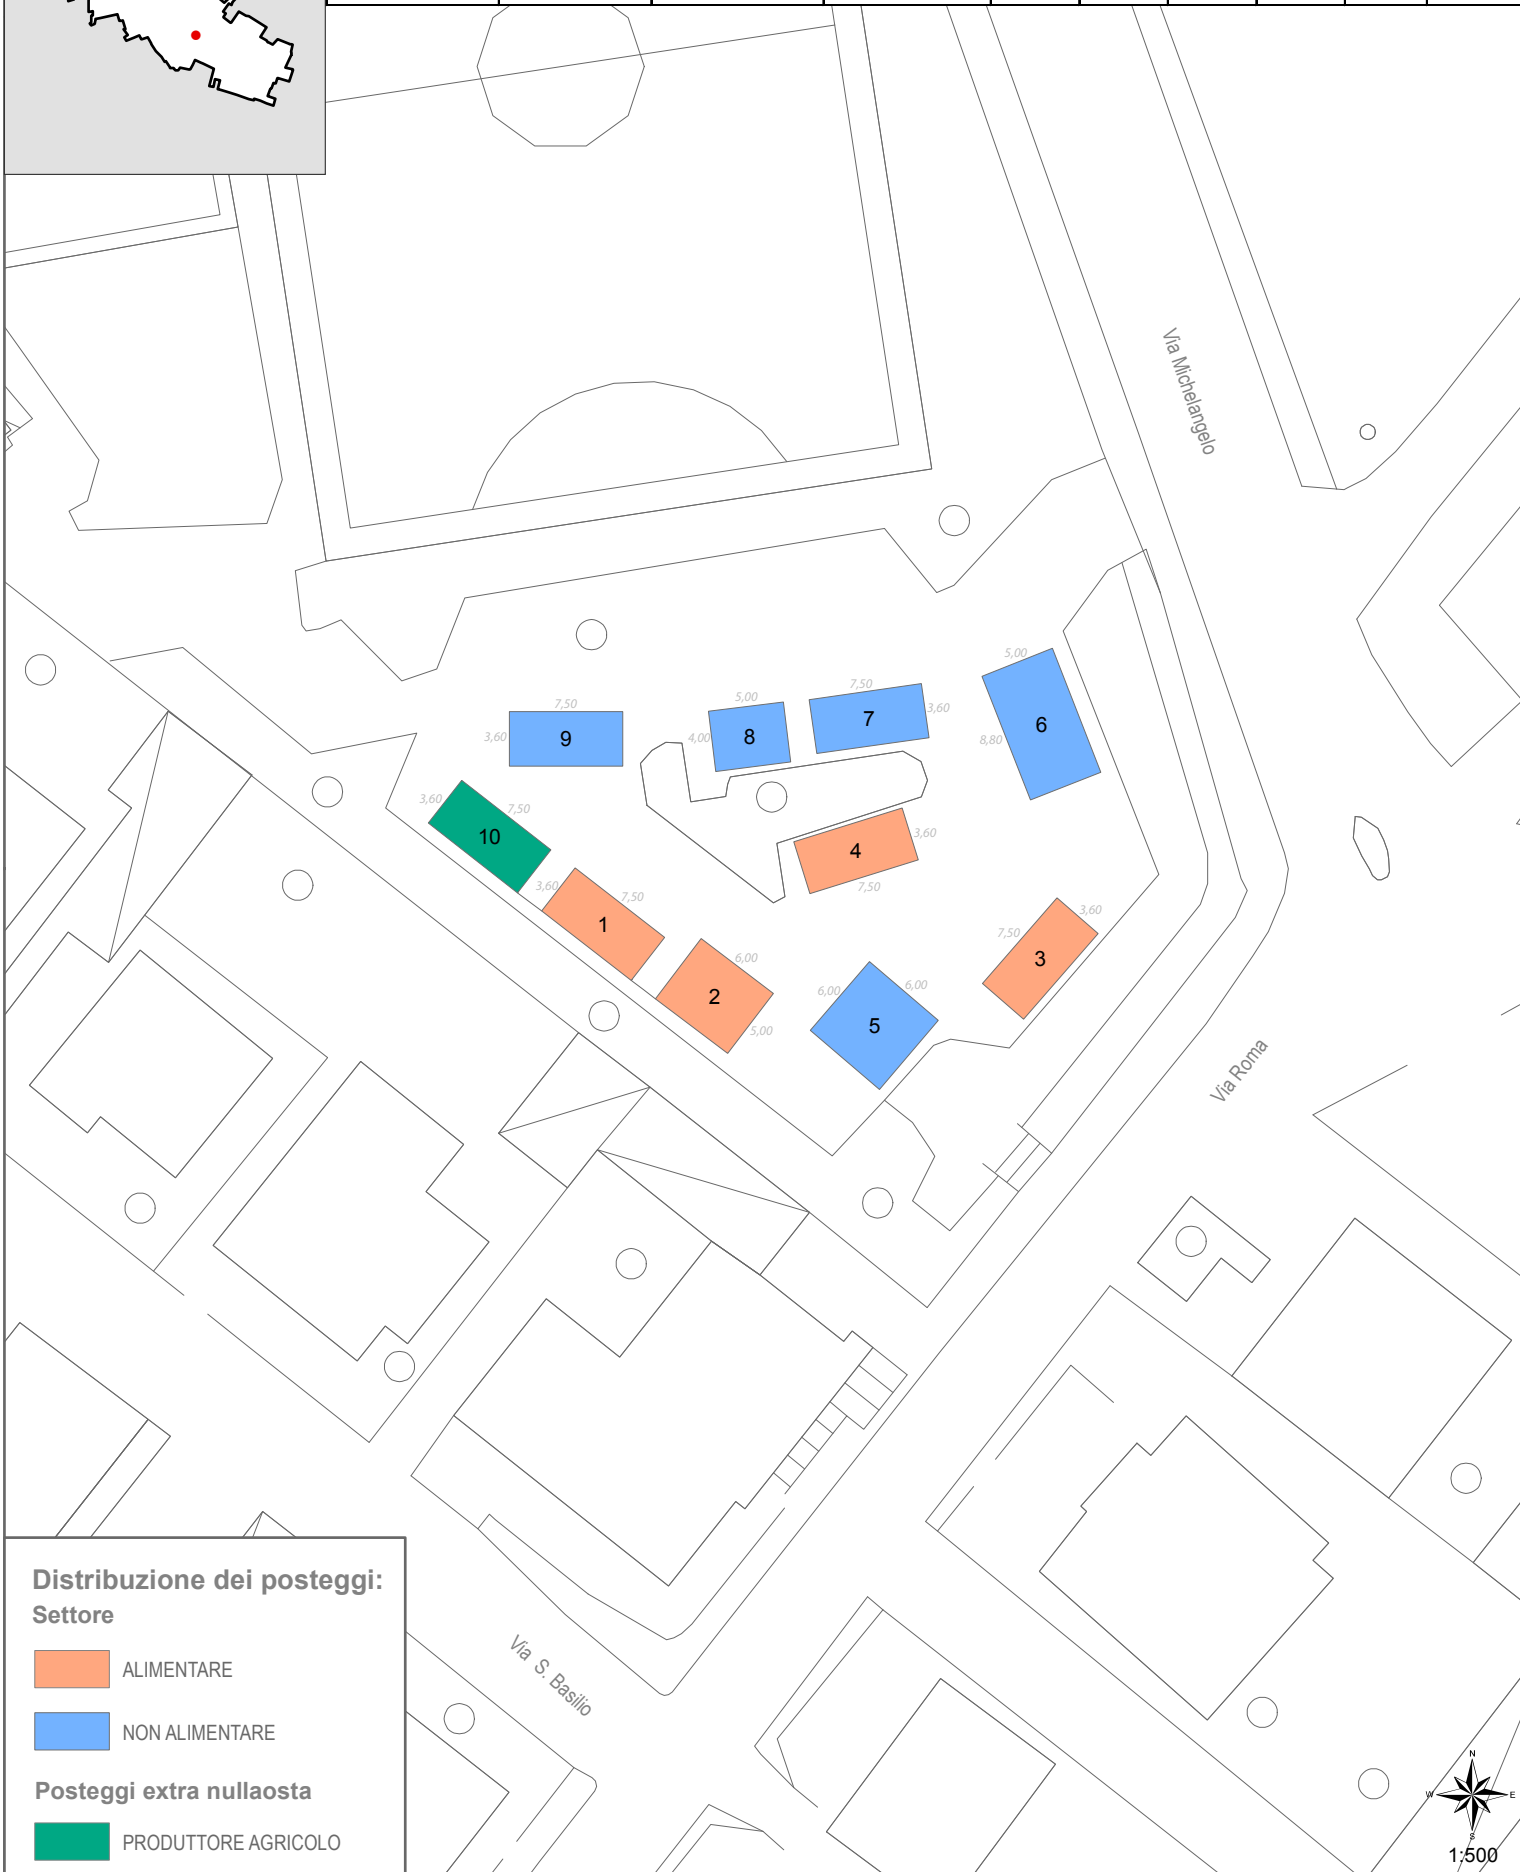 Via Michelangelo
5,00
7,50
5,00
7,50
3,60
9
3,60
4,00
8
7
3,60
8,80
6
3,60
7,50
10
4
3,60
7,50
3,60
7,50
1
6,00
2
5,00
6,00
6,00
5
7,50
3,60
3
Via Roma
Via S. Basilio
Distribuzione dei posteggi:
Settore
ALIMENTARE
NON ALIMENTARE
Posteggi extra nullaosta
PRODUTTORE AGRICOLO
N
W
E
S
1:500